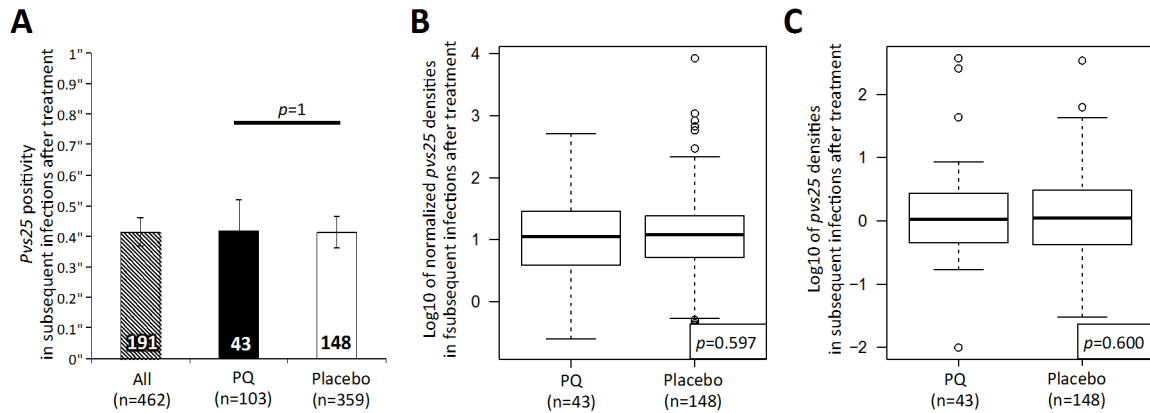 A
Pvs25 positivity
in subsequent infections after treatment
1"
0.9"
0.8"
0.7"
0.6"
0.5"
0.4"
0.3"
0.2"
0.1"
0"
p=1
191
43
148
All
(n=462)
PQ
(n=103)
Placebo
(n=359)
B
Log10 of normalized pvs25 densities
in fsubsequent infections after treatment
4
3
2
1
0
p=0.597
PQ
(n=43)
Placebo
(n=148)
C
Log10 of pvs25 densities
in subsequent infections after treatment
2
1
0
−1
−2
p=0.600
PQ
(n=43)
Placebo
(n=148)